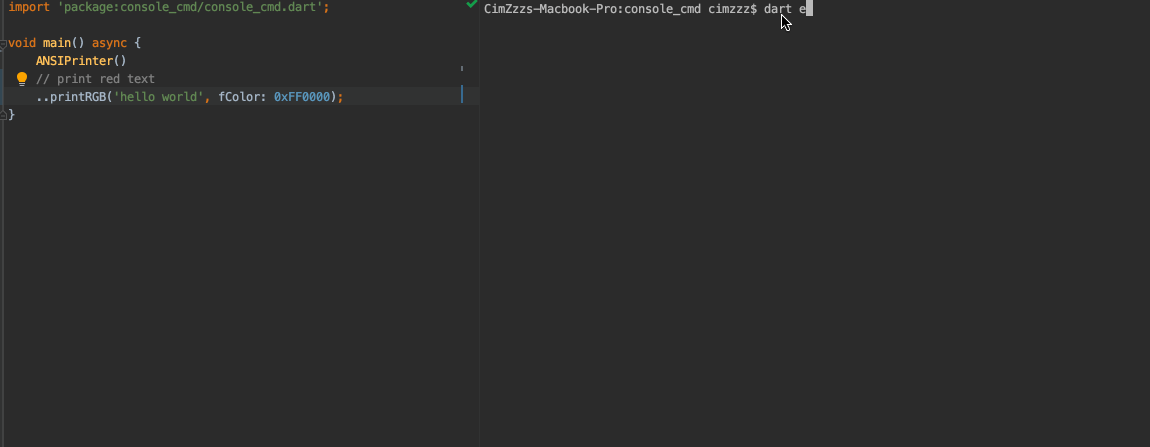 import 'package:console_cmd/console_cmd.dart';
void main() async {
    ANSIPrinter()
    // print red text
    ..printRGB('hello world', fColor: 0xFF0000);
}
CimZzzs-Macbook-Pro:console_cmd cimzzz$ dart e